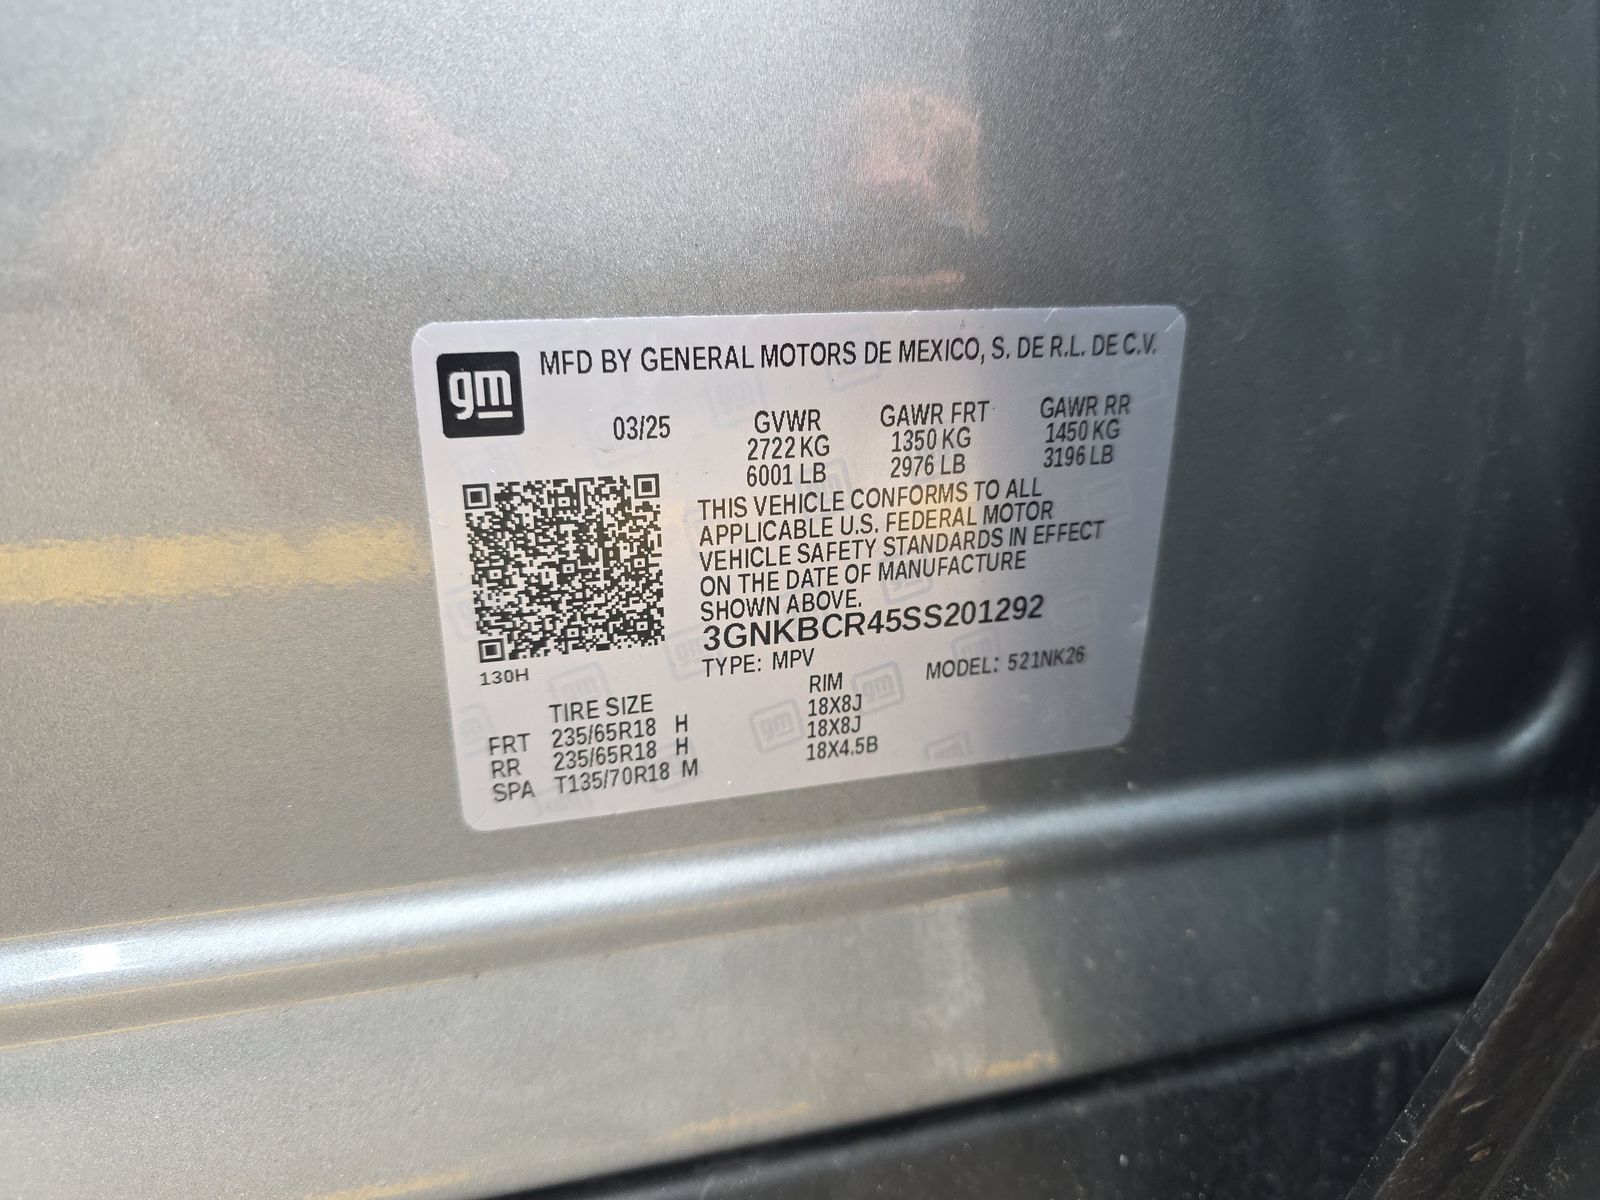 gm
MFD BY GENERAL MOTORS DE MEXICO, S. DE R.L. DE C.V.
03/25 GVWR GAWR FRT GAWR RR
2722 KG 1350 KG 1450 KG
6001 LB 2976 LB 3196 LB
THIS VEHICLE CONFORMS TO ALL
APPLICABLE U.S. FEDERAL MOTOR
VEHICLE SAFETY STANDARDS IN EFFECT
ON THE DATE OF MANUFACTURE
SHOWN ABOVE.
3GNKBCR45SS201292
130H
TYPE: MPV MODEL: 521NK26
TIRE SIZE RIM
FRT 235/65R18 H 18X8J
RR 235/65R18 H 18X8J
SPA T135/70R18 M 18X4.5B